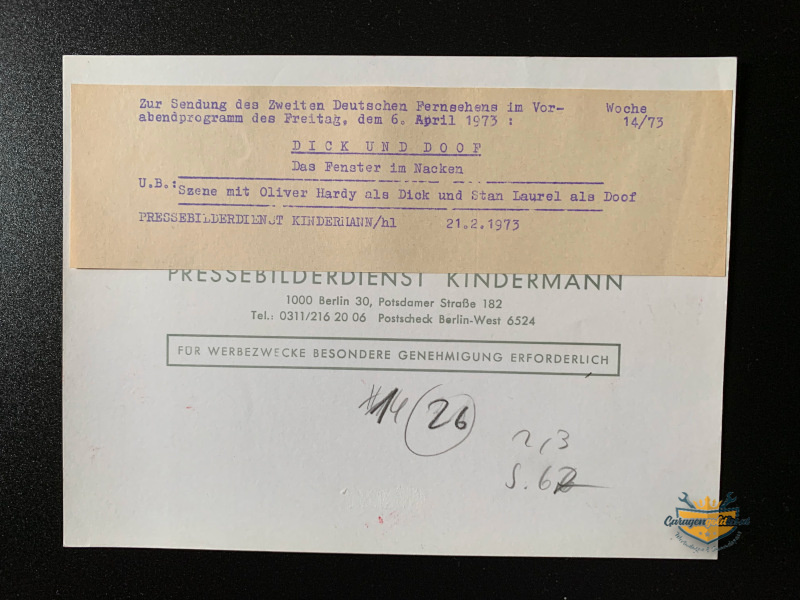 Zur Sendung des Zweiten Deutschen Fernsehens im Vor- Woche
abendprogramm des Freitag, dem 6. April 1973 : 14/73
DICK UND DOOF
Das Fenster im Nacken
U.B.: Szene mit Oliver Hardy als Dick und Stan Laurel als Doof
PRESSEBILDERDIENST KINDERMANN/hl 21.2.1973
PRESSEBILDERDIENST KINDERMANN
1000 Berlin 30, Potsdamer Straße 182
Tel.: 0311/216 20 06 Postscheck Berlin-West 6524
FÜR WERBEZWECKE BESONDERE GENEHMIGUNG ERFORDERLICH
26